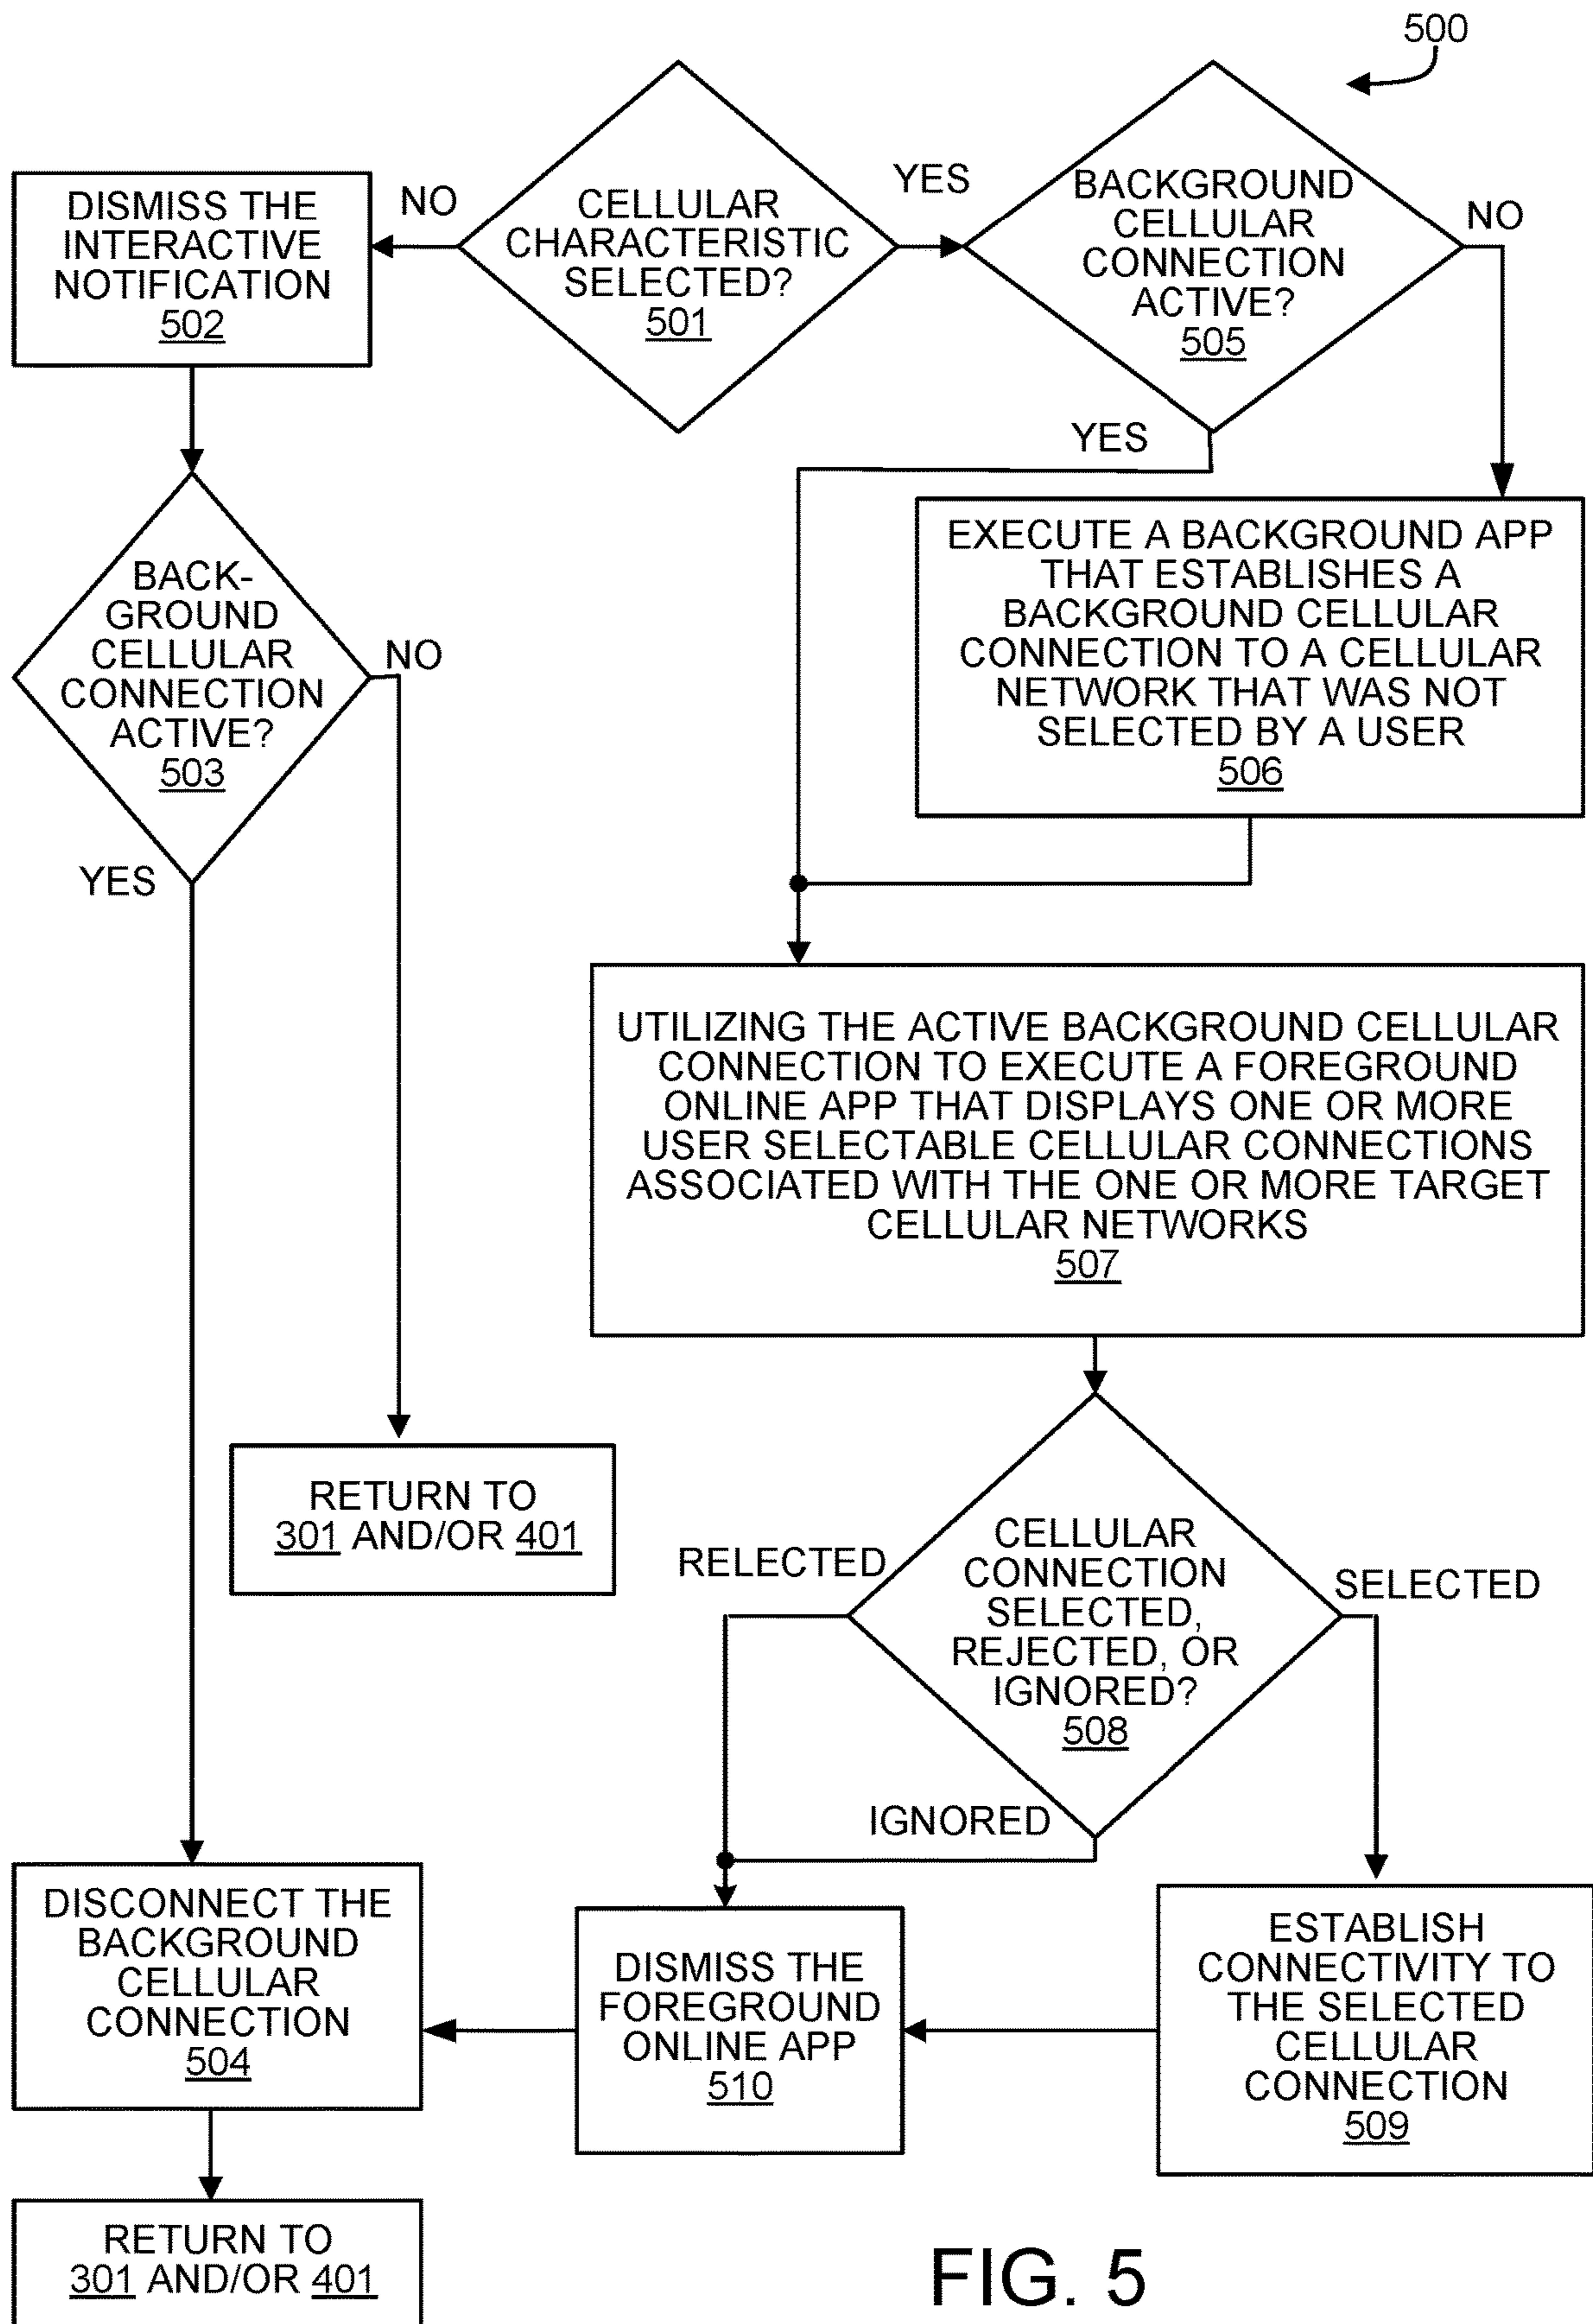 500
DISMISS THE
INTERACTIVE
NOTIFICATION
502
NO
CELLULAR
CHARACTERISTIC
SELECTED?
501
YES
BACKGROUND
CELLULAR
CONNECTION
ACTIVE?
505
NO
YES
BACK-
GROUND
CELLULAR
CONNECTION
ACTIVE?
503
NO
YES
EXECUTE A BACKGROUND APP
THAT ESTABLISHES A
BACKGROUND CELLULAR
CONNECTION TO A CELLULAR
NETWORK THAT WAS NOT
SELECTED BY A USER
506
UTILIZING THE ACTIVE BACKGROUND CELLULAR
CONNECTION TO EXECUTE A FOREGROUND
ONLINE APP THAT DISPLAYS ONE OR MORE
USER SELECTABLE CELLULAR CONNECTIONS
ASSOCIATED WITH THE ONE OR MORE TARGET
CELLULAR NETWORKS
507
RETURN TO
301 AND/OR 401
RELECTED
CELLULAR
CONNECTION
SELECTED,
REJECTED, OR
IGNORED?
508
SELECTED
IGNORED
DISCONNECT THE
BACKGROUND
CELLULAR
CONNECTION
504
DISMISS THE
FOREGROUND
ONLINE APP
510
ESTABLISH
CONNECTIVITY TO
THE SELECTED
CELLULAR
CONNECTION
509
RETURN TO
301 AND/OR 401
FIG. 5